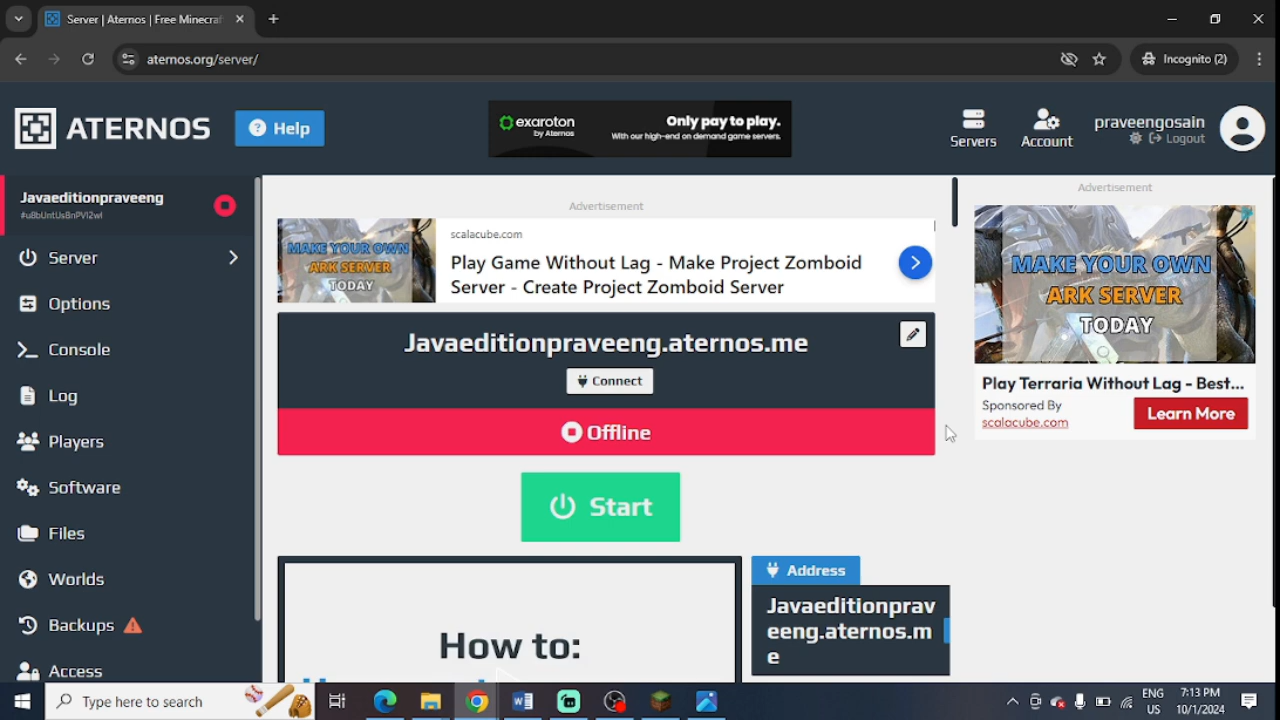 Server | Aternos | Free Minecraf
aternos.org/server/
Incognito (2)
ATERNOS
Help
exaroton
by Aternos
Only pay to play.
With our high-end on demand game servers.
Servers
Account
praveengosain
Logout
Javaeditionpraveeng
Server
Options
Console
Log
Players
Software
Files
Worlds
Backups
Access
Advertisement
MAKE YOUR OWN
ARK SERVER
TODAY
scalacube.com
Play Game Without Lag - Make Project Zomboid
Server - Create Project Zomboid Server
Javaeditionpraveeng.aternos.me
Connect
Offline
Start
How to:
Address
Javaeditionprav
eeng.aternos.m
e
Advertisement
MAKE YOUR OWN
ARK SERVER
TODAY
Play Terraria Without Lag - Best...
Sponsored By
scalacube.com
Learn More
Type here to search
ENG
US
7:13 PM
10/1/2024